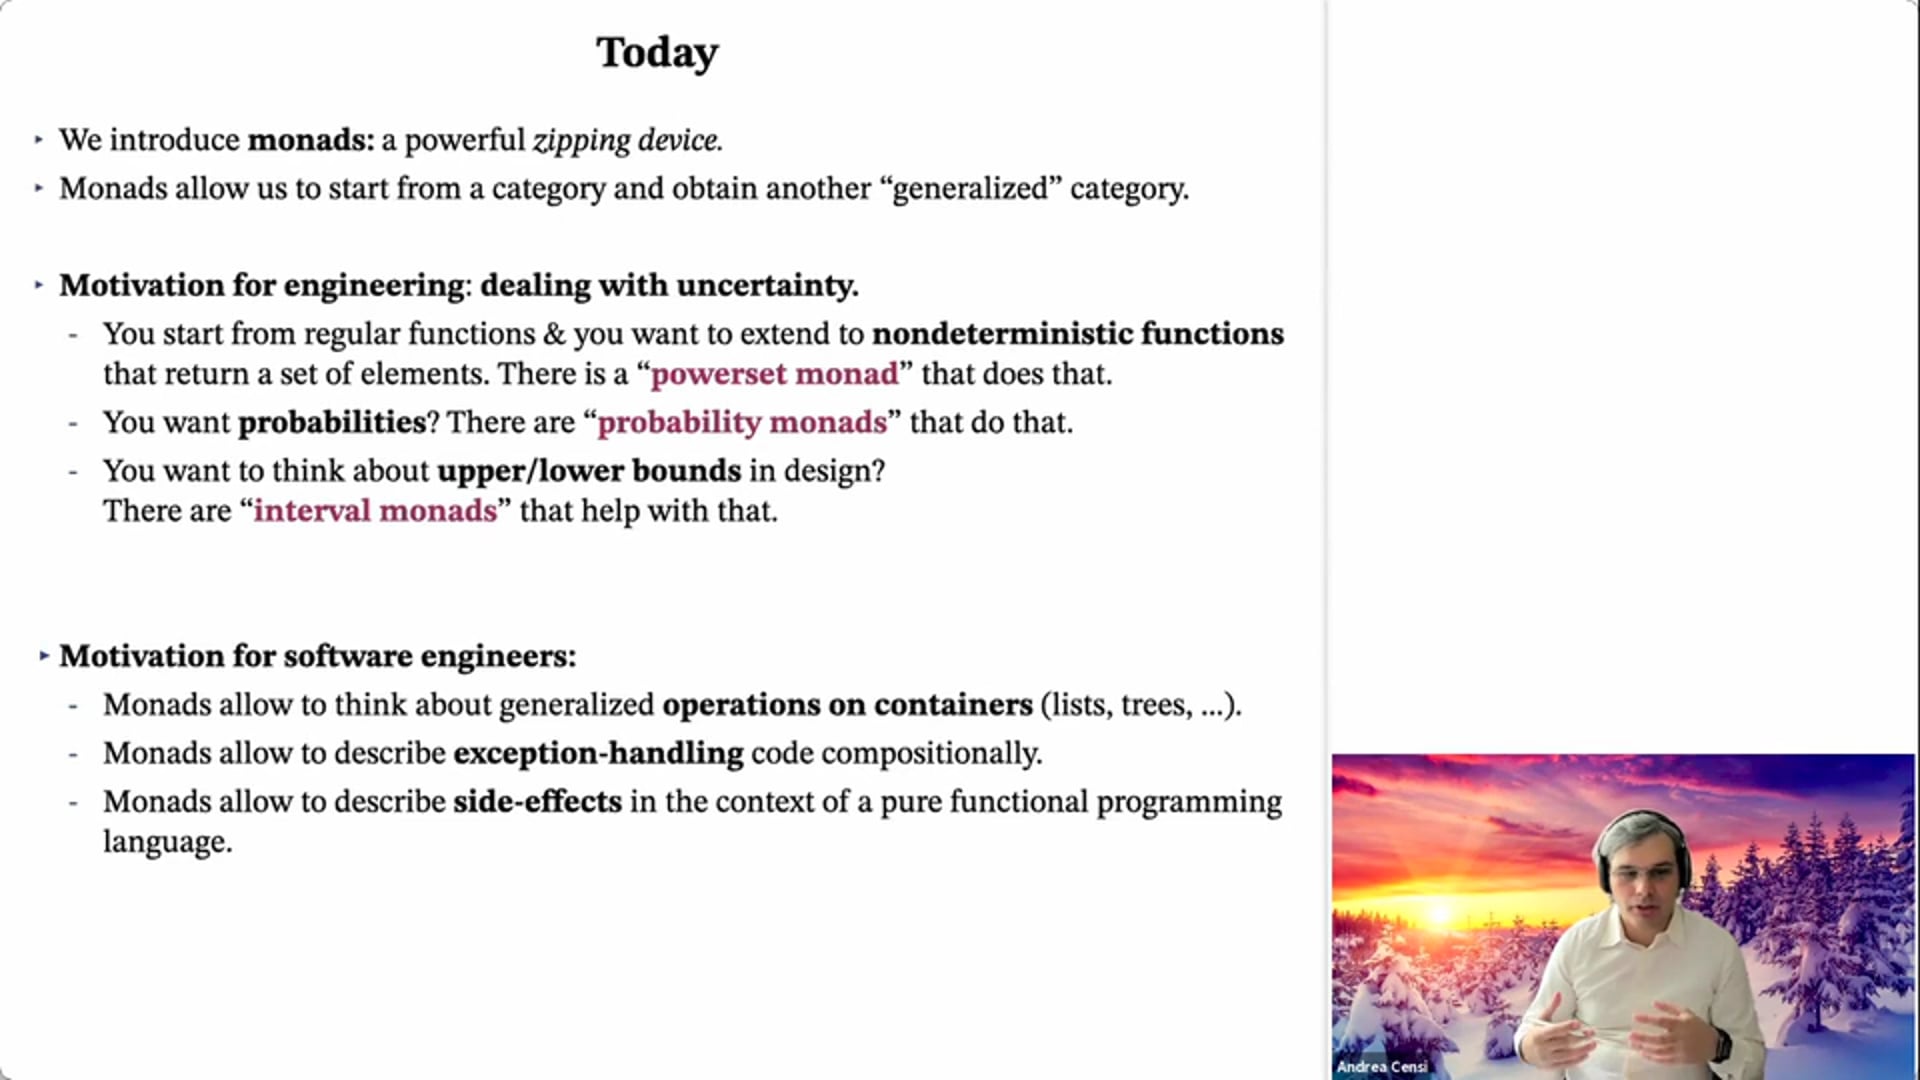 Today
‣ We introduce monads: a powerful zipping device.
‣ Monads allow us to start from a category and obtain another “generalized” category.
‣ Motivation for engineering: dealing with uncertainty.
- You start from regular functions & you want to extend to nondeterministic functions
that return a set of elements. There is a “powerset monad” that does that.
- You want probabilities? There are “probability monads” that do that.
- You want to think about upper/lower bounds in design?
There are “interval monads” that help with that.
‣ Motivation for software engineers:
- Monads allow to think about generalized operations on containers (lists, trees, ...).
- Monads allow to describe exception-handling code compositionally.
- Monads allow to describe side-effects in the context of a pure functional programming
language.
Andrea Censi